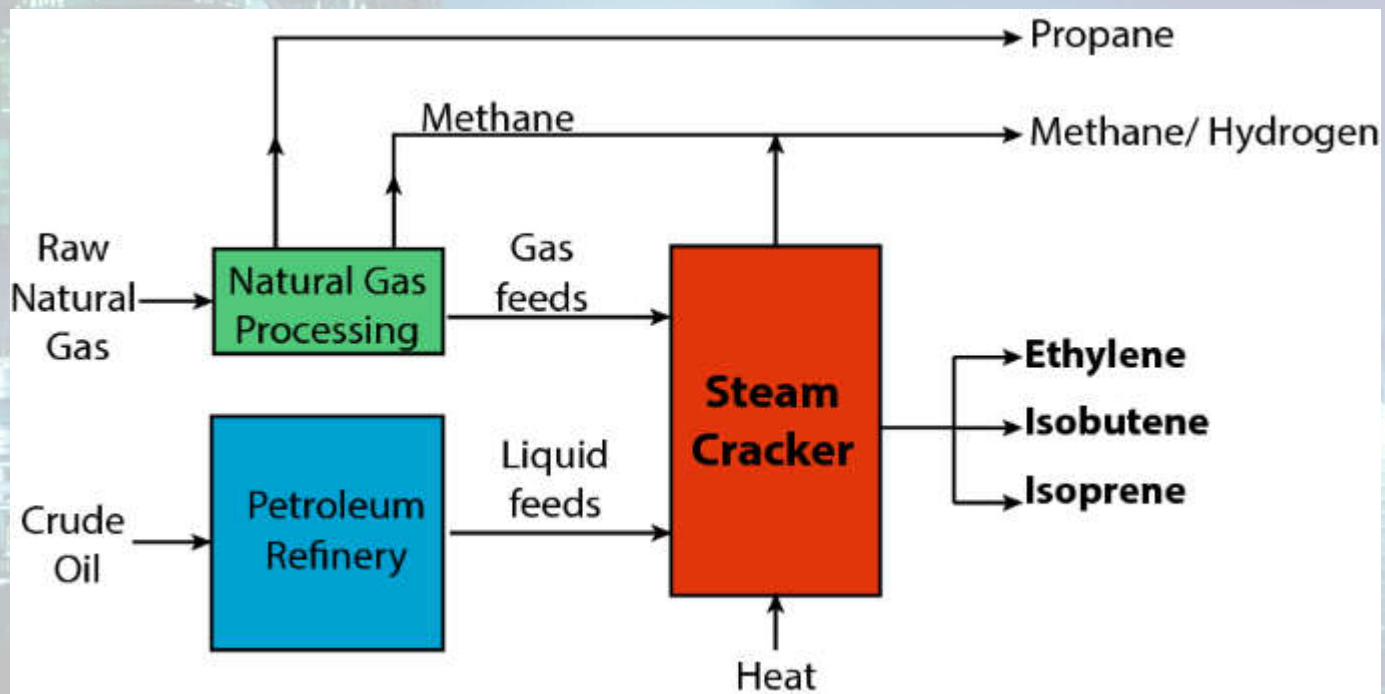 Propane
Methane
Methane/ Hydrogen
Raw
Natural
Gas
Natural Gas
Processing
Gas
feeds
Steam
Cracker
Ethylene
Isobutene
Isoprene
Crude
Oil
Petroleum
Refinery
Liquid
feeds
Heat